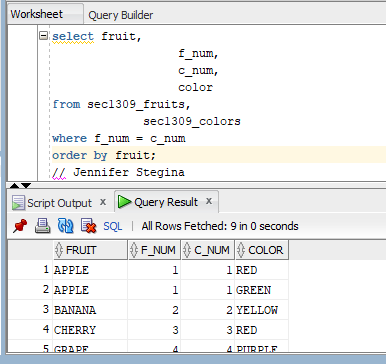 Worksheet Query Builder
select fruit,
f_num,
c_num,
color
from sec1309_fruits,
sec1309_colors
where f_num = c_num
order by fruit;
// Jennifer Stegina
Script Output x Query Result x
SQL | All Rows Fetched: 9 in 0 seconds
FRUIT F_NUM C_NUM COLOR
1 APPLE 1 1 RED
2 APPLE 1 1 GREEN
3 BANANA 2 2 YELLOW
4 CHERRY 3 3 RED
5 GRAPE 4 4 PURPLE